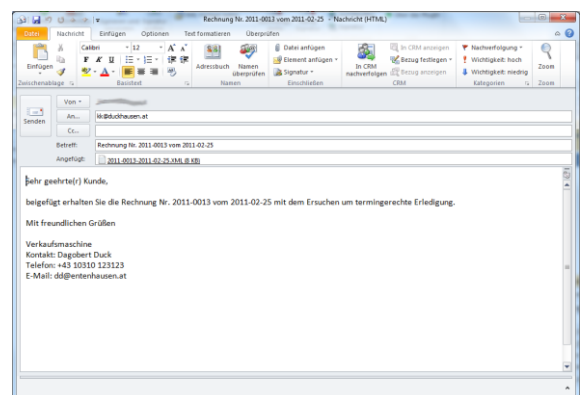 Rechnung Nr. 2011-0013 vom 2011-02-25 - Nachricht (HTML)
Datei Nachricht Einfügen Optionen Text formatieren Überprüfen
Einfügen
Zwischenablage
Calibri 12
F K U
Basistext
Adressbuch Namen überprüfen
Namen
Datei anfügen
Element anfügen
Signatur
Einschließen
In CRM nachverfolgen
In CRM anzeigen
Bezug festlegen
Bezug anzeigen
CRM
Nachverfolgung
Wichtigkeit: hoch
Wichtigkeit: niedrig
Kategorien
Zoom
Zoom
Senden
Von
An... kk@duckhausen.at
Cc...
Betreff: Rechnung Nr. 2011-0013 vom 2011-02-25
Angefügt: 2011-0013-2011-02-25.XML (8 KB)
Sehr geehrte(r) Kunde,
beigefügt erhalten Sie die Rechnung Nr. 2011-0013 vom 2011-02-25 mit dem Ersuchen um termingerechte Erledigung.
Mit freundlichen Grüßen
Verkaufsmaschine
Kontakt: Dagobert Duck
Telefon: +43 10310 123123
E-Mail: dd@entenhausen.at